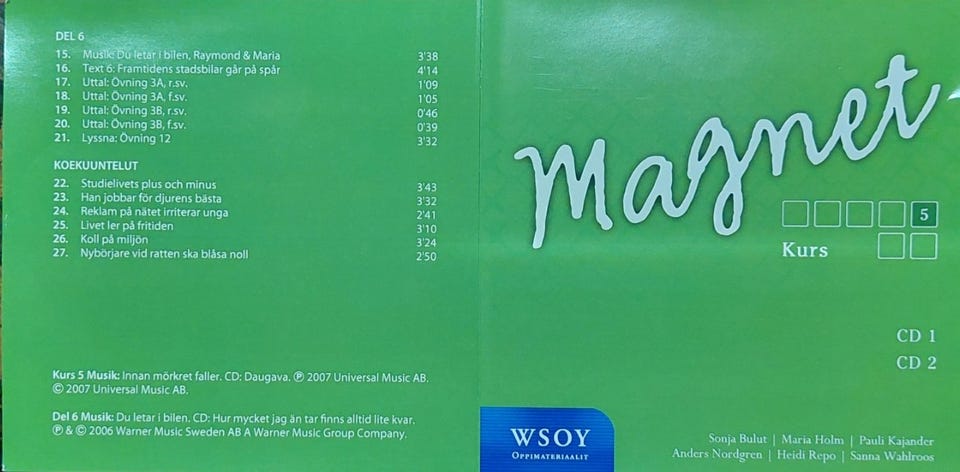 DEL 6
15. Musik: Du letar i bilen, Raymond & Maria 3'38
16. Text 6: Framtidens stadsbilar går på spår 4'14
17. Uttal: Övning 3A, r.sv. 1'09
18. Uttal: Övning 3A, f.sv. 1'05
19. Uttal: Övning 3B, r.sv. 0'46
20. Uttal: Övning 3B, f.sv. 0'39
21. Lyssna: Övning 12 3'32
KOEKUUNTELUT
22. Studielivets plus och minus 3'43
23. Han jobbar för djurens bästa 3'32
24. Reklam på nätet irriterar unga 2'41
25. Livet ler på fritiden 3'10
26. Koll på miljön 3'24
27. Nybörjare vid ratten ska blåsa noll 2'50
Kurs 5 Musik: Innan mörkret faller. CD: Daugava. ℗ 2007 Universal Music AB.
© 2007 Universal Music AB.
Del 6 Musik: Du letar i bilen. CD: Hur mycket jag än tar finns alltid lite kvar.
℗ & © 2006 Warner Music Sweden AB A Warner Music Group Company.
Magnet
5
Kurs
CD 1
CD 2
WSOY
OPPIMATERIAALIT
Sonja Bulut | Maria Holm | Pauli Kajander
Anders Nordgren | Heidi Repo | Sanna Wahlroos